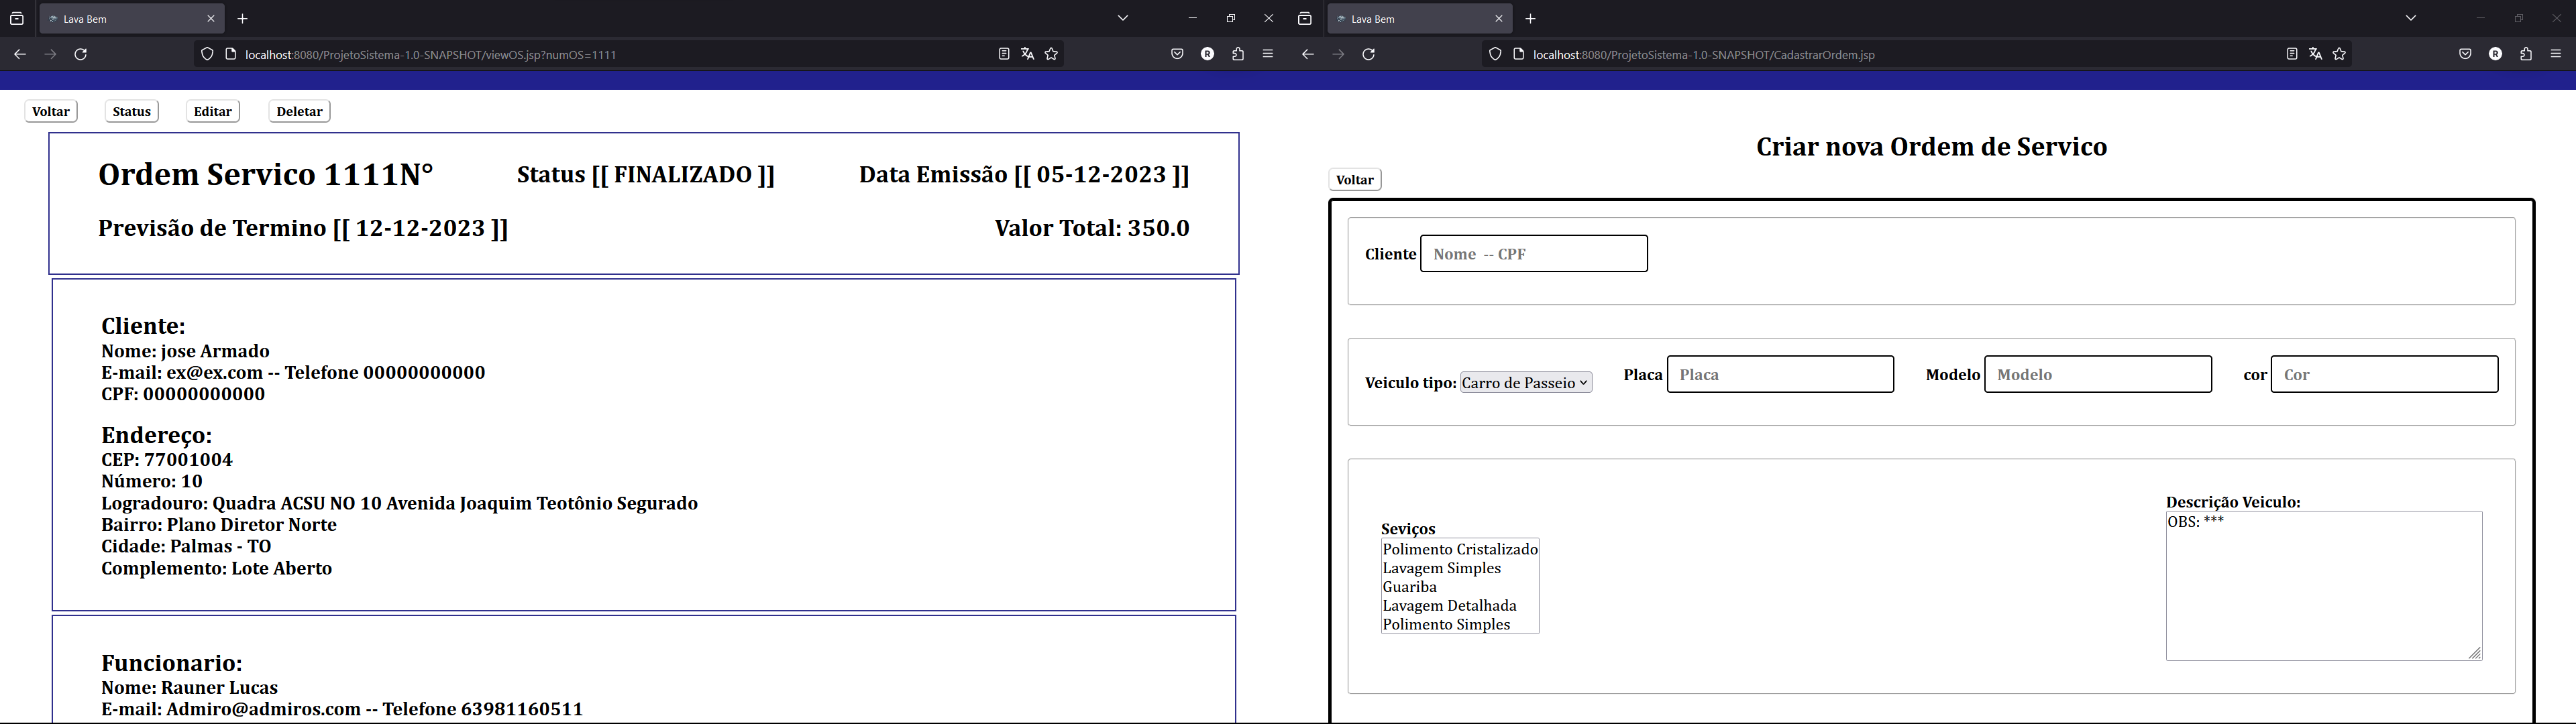 Lava Bem
localhost:8080/ProjetoSistema-1.0-SNAPSHOT/viewOS.jsp?numOS=1111
R
Voltar
Status
Editar
Deletar
Ordem Servico 1111N°
Status [[ FINALIZADO ]]
Data Emissão [[ 05-12-2023 ]]
Previsão de Termino [[ 12-12-2023 ]]
Valor Total: 350.0
Cliente:
Nome: jose Armado
E-mail: ex@ex.com -- Telefone 00000000000
CPF: 00000000000
Endereço:
CEP: 77001004
Número: 10
Logradouro: Quadra ACSU NO 10 Avenida Joaquim Teotônio Segurado
Bairro: Plano Diretor Norte
Cidade: Palmas - TO
Complemento: Lote Aberto
Funcionario:
Nome: Rauner Lucas
E-mail: Admiro@admiros.com -- Telefone 63981160511
Lava Bem
localhost:8080/ProjetoSistema-1.0-SNAPSHOT/CadastrarOrdem.jsp
R
Criar nova Ordem de Servico
Voltar
Cliente Nome -- CPF
Veiculo tipo: Carro de Passeio
Placa Placa
Modelo Modelo
cor Cor
Seviços
Polimento Cristalizado
Lavagem Simples
Guariba
Lavagem Detalhada
Polimento Simples
Descrição Veiculo:
OBS: ***